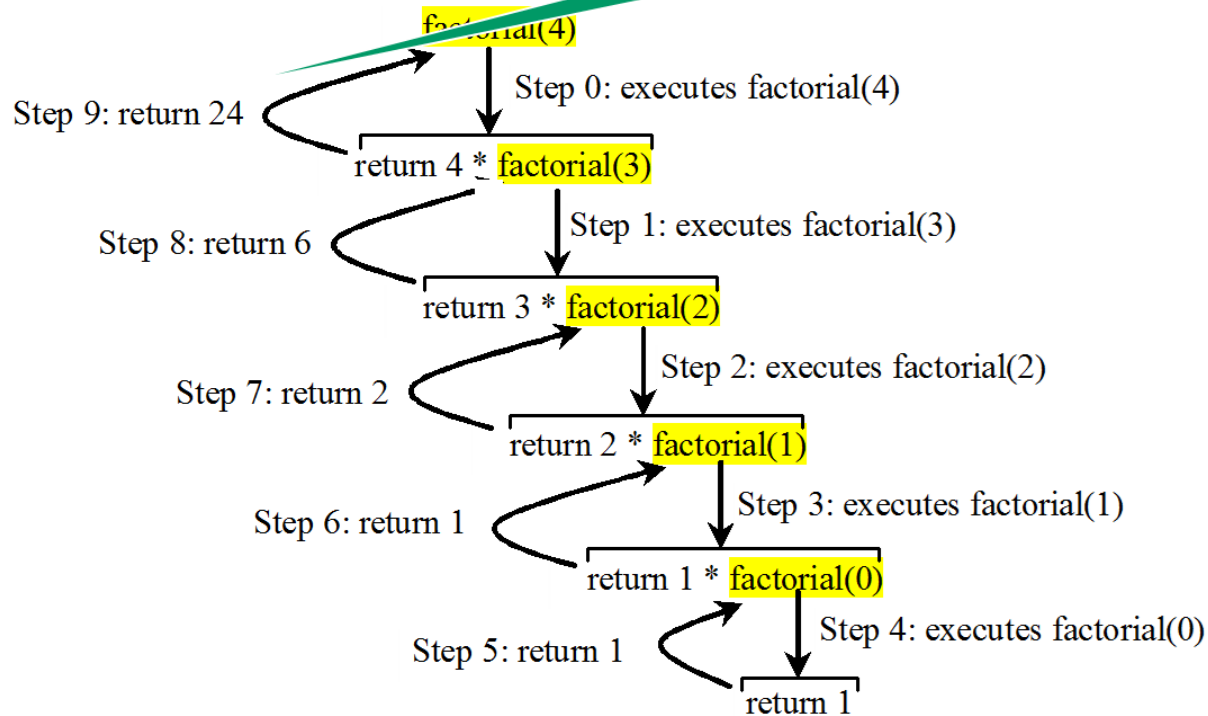 factorial(4)
Step 0: executes factorial(4)
Step 9: return 24
return 4 * factorial(3)
Step 1: executes factorial(3)
Step 8: return 6
return 3 * factorial(2)
Step 2: executes factorial(2)
Step 7: return 2
return 2 * factorial(1)
Step 3: executes factorial(1)
Step 6: return 1
return 1 * factorial(0)
Step 4: executes factorial(0)
Step 5: return 1
return 1